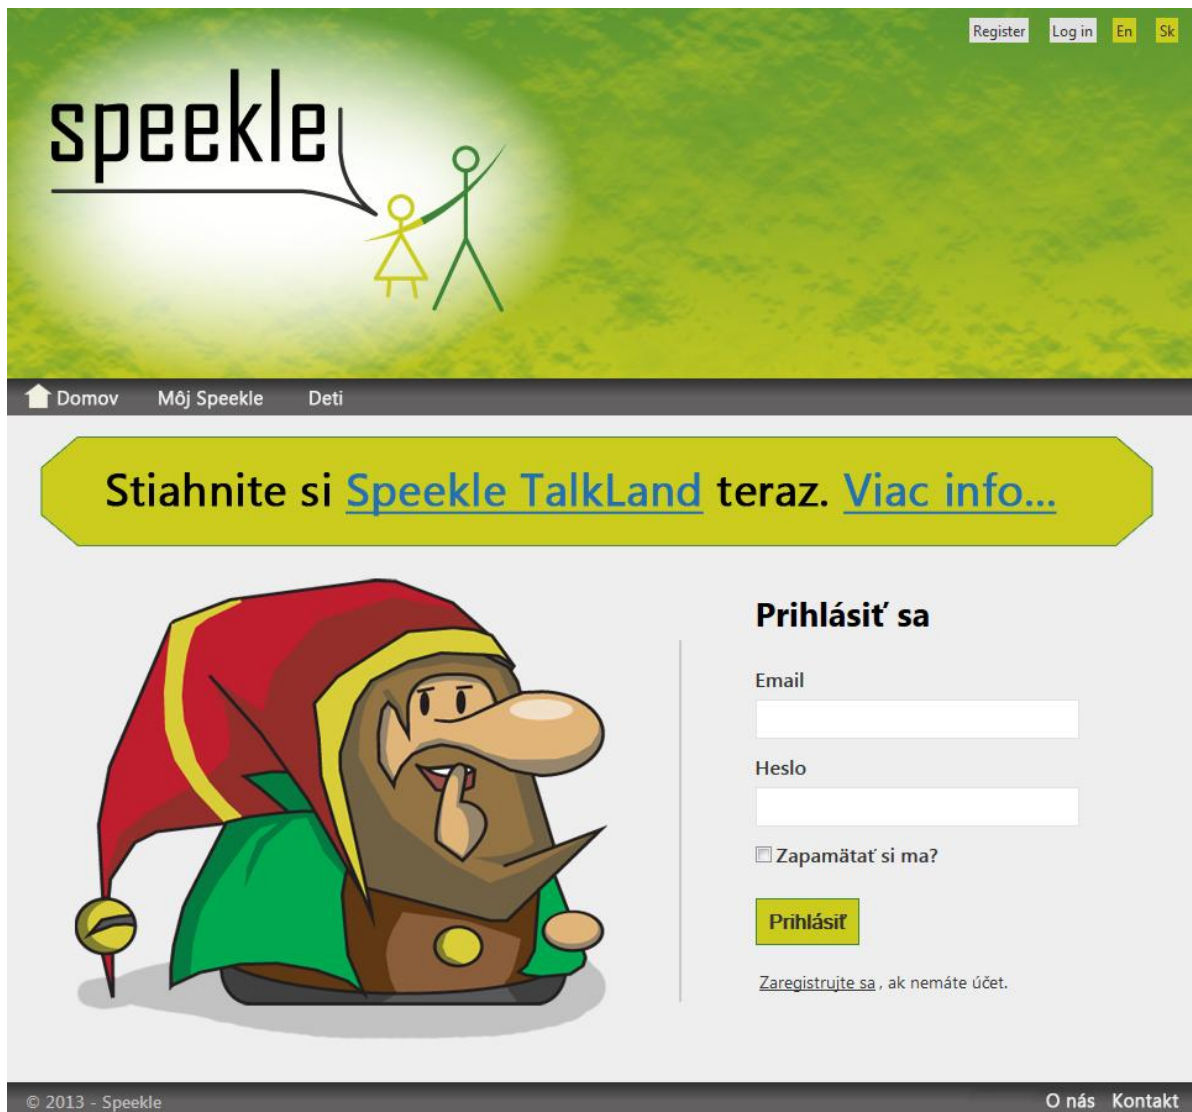 Register Log in En Sk
speekle
Domov Môj Speekle Deti
Stiahnite si Speekle TalkLand teraz. Viac info...
Prihlásiť sa
Email
Heslo
Zapamätať si ma?
Prihlásiť
Zaregistrujte sa , ak nemáte účet.
© 2013 - Speekle O nás Kontakt